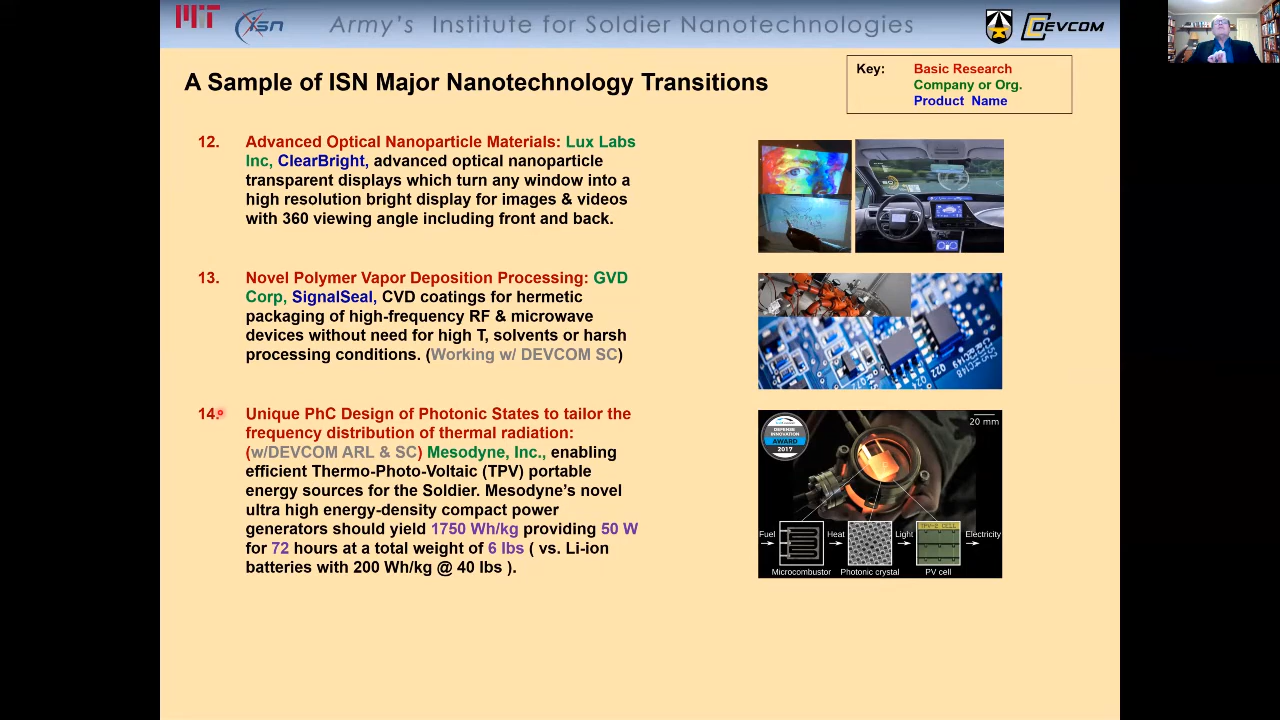 MIT isn Army's Institute for Soldier Nanotechnologies DEVCOM
A Sample of ISN Major Nanotechnology Transitions
Key: Basic Research
Company or Org.
Product Name
12. Advanced Optical Nanoparticle Materials: Lux Labs
Inc, ClearBright, advanced optical nanoparticle
transparent displays which turn any window into a
high resolution bright display for images & videos
with 360 viewing angle including front and back.
13. Novel Polymer Vapor Deposition Processing: GVD
Corp, SignalSeal, CVD coatings for hermetic
packaging of high-frequency RF & microwave
devices without need for high T, solvents or harsh
processing conditions. (Working w/ DEVCOM SC)
14. Unique PhC Design of Photonic States to tailor the
frequency distribution of thermal radiation:
(w/DEVCOM ARL & SC) Mesodyne, Inc., enabling
efficient Thermo-Photo-Voltaic (TPV) portable
energy sources for the Soldier. Mesodyne's novel
ultra high energy-density compact power
generators should yield 1750 Wh/kg providing 50 W
for 72 hours at a total weight of 6 lbs ( vs. Li-ion
batteries with 200 Wh/kg @ 40 lbs ).
DEFENSE
INNOVATION
AWARD
2017
20 mm
TPV-2 CELL
Fuel Heat Light Electricity
Microcombustor Photonic crystal PV cell